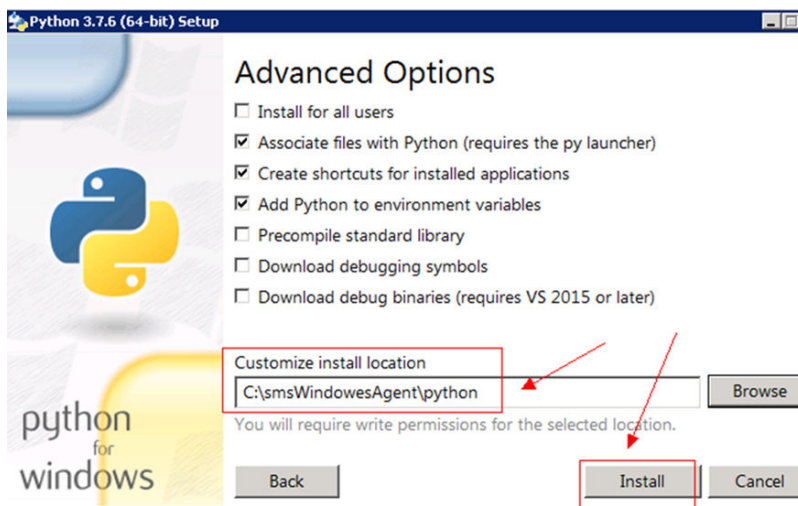 Python 3.7.6 (64-bit) Setup
Advanced Options
Install for all users
Associate files with Python (requires the py launcher)
Create shortcuts for installed applications
Add Python to environment variables
Precompile standard library
Download debugging symbols
Download debug binaries (requires VS 2015 or later)
Customize install location
C:\smsWindowesAgent\python
Browse
You will require write permissions for the selected location.
python
for
windows
Back
Install
Cancel